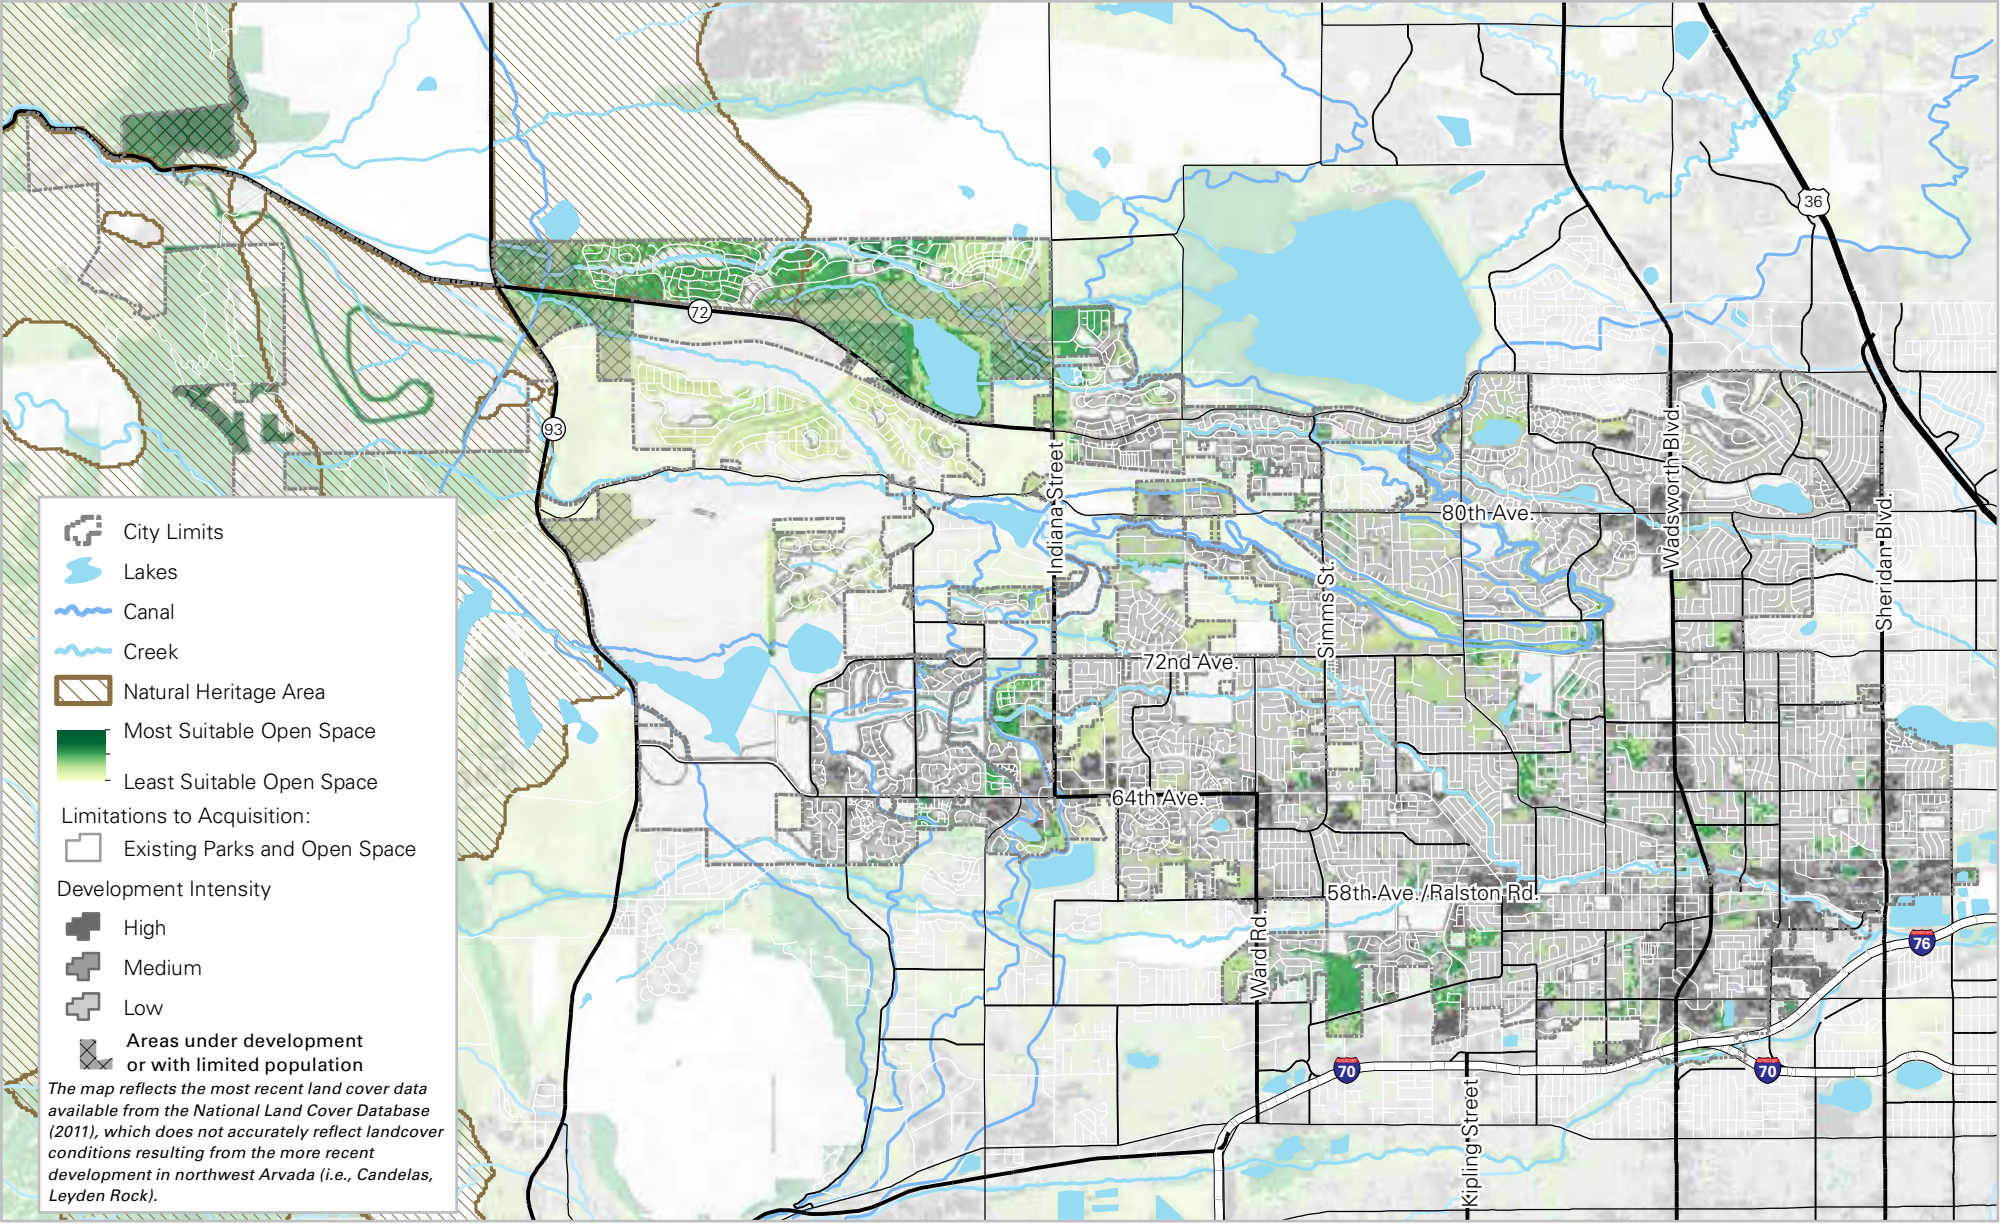 36
72
93
Indiana Street
80th Ave.
Wadsworth Blvd.
Sheridan Blvd.
Simms St.
72nd Ave.
64th Ave.
58th Ave./Ralston Rd.
Ward Rd.
76
70
70
Kipling Street
City Limits
Lakes
Canal
Creek
Natural Heritage Area
Most Suitable Open Space
Least Suitable Open Space
Limitations to Acquisition:
Existing Parks and Open Space
Development Intensity
High
Medium
Low
Areas under development
or with limited population
The map reflects the most recent land cover data
available from the National Land Cover Database
(2011), which does not accurately reflect landcover
conditions resulting from the more recent
development in northwest Arvada (i.e., Candelas,
Leyden Rock).